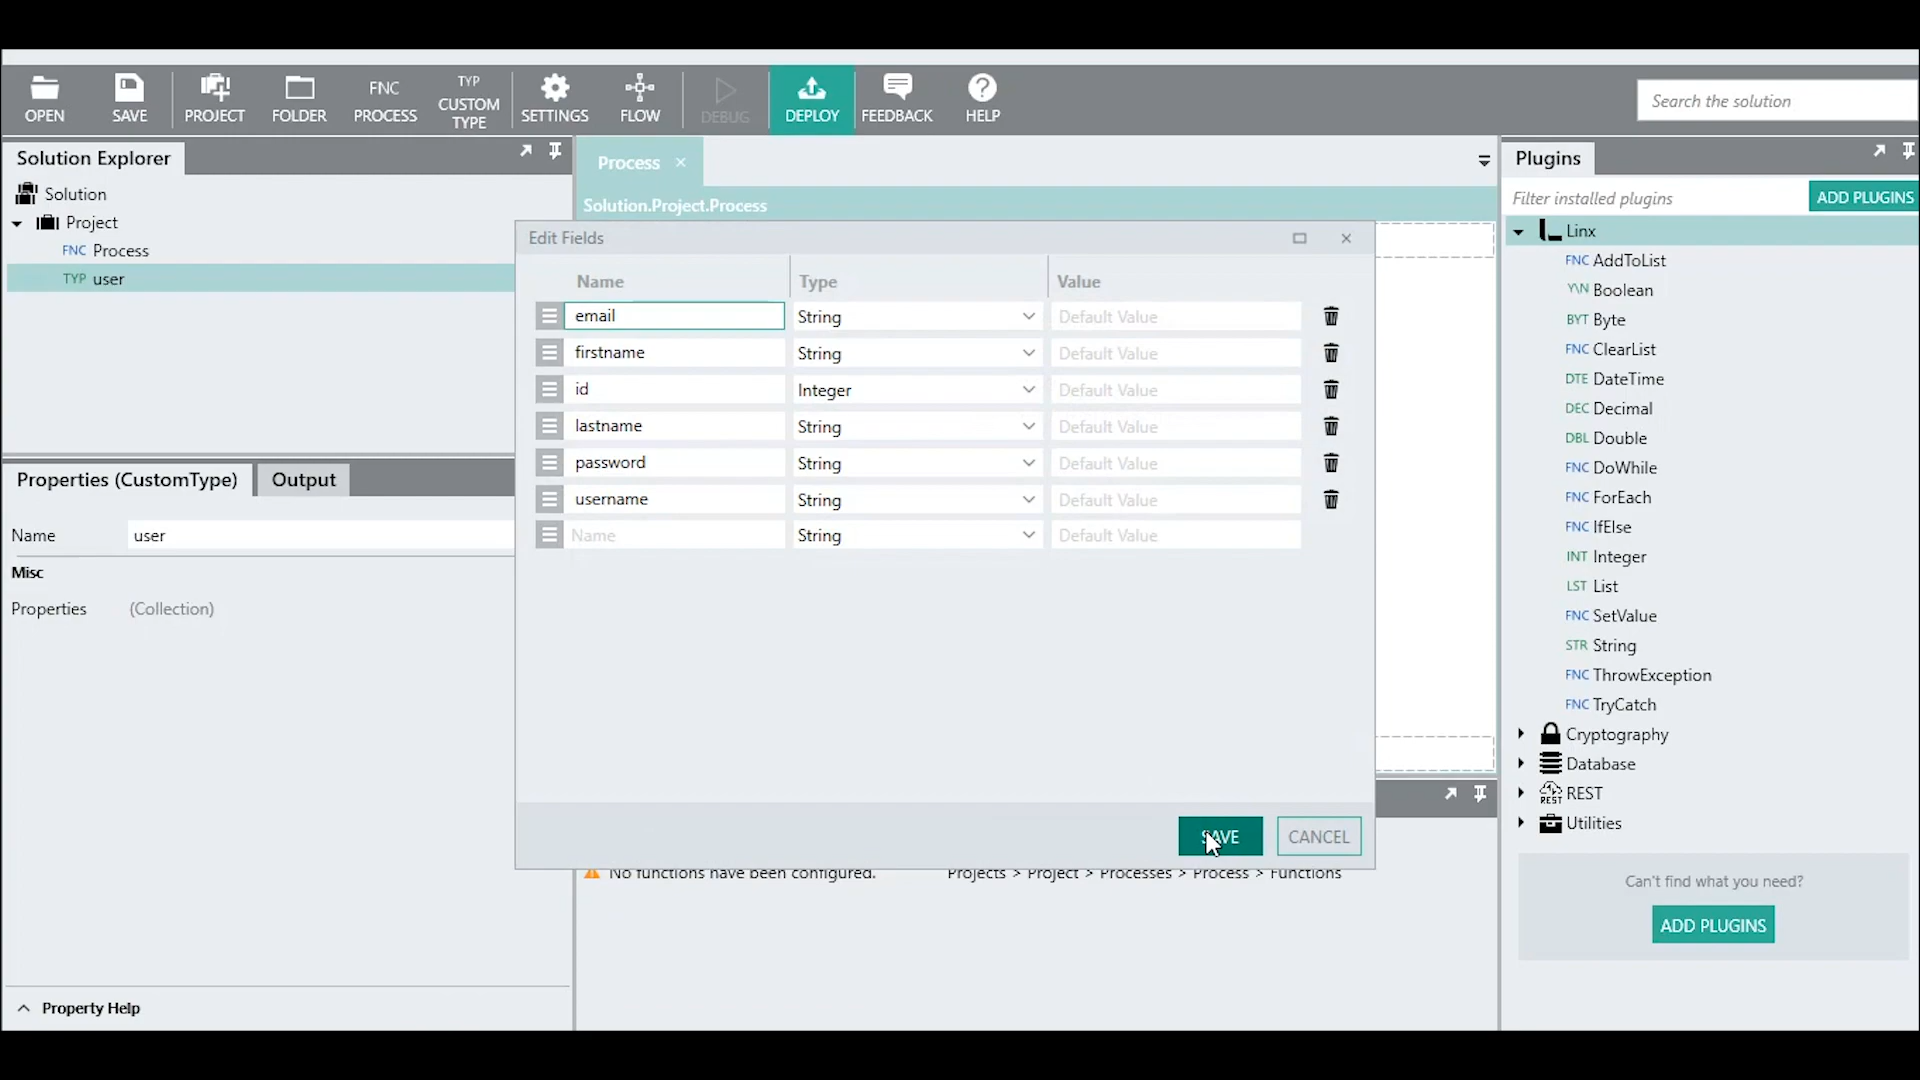 OPEN
SAVE
PROJECT
FOLDER
FNC
PROCESS
TYP
CUSTOM
TYPE
SETTINGS
FLOW
DEBUG
DEPLOY
FEEDBACK
HELP
Search the solution
Solution Explorer
Solution
Project
FNC Process
TYP user
Properties (CustomType)
Output
Name user
Misc
Properties (Collection)
Property Help
Process
Solution.Project.Process
Edit Fields
Name Type Value
email String Default Value
firstname String Default Value
id Integer Default Value
lastname String Default Value
password String Default Value
username String Default Value
Name String Default Value
SAVE CANCEL
No functions have been configured. Projects > Project > Processes > Process > Functions
Plugins
Filter installed plugins ADD PLUGINS
Linx
FNC AddToList
Y\N Boolean
BYT Byte
FNC ClearList
DTE DateTime
DEC Decimal
DBL Double
FNC DoWhile
FNC ForEach
FNC IfElse
INT Integer
LST List
FNC SetValue
STR String
FNC ThrowException
FNC TryCatch
Cryptography
Database
REST REST
Utilities
Can't find what you need?
ADD PLUGINS